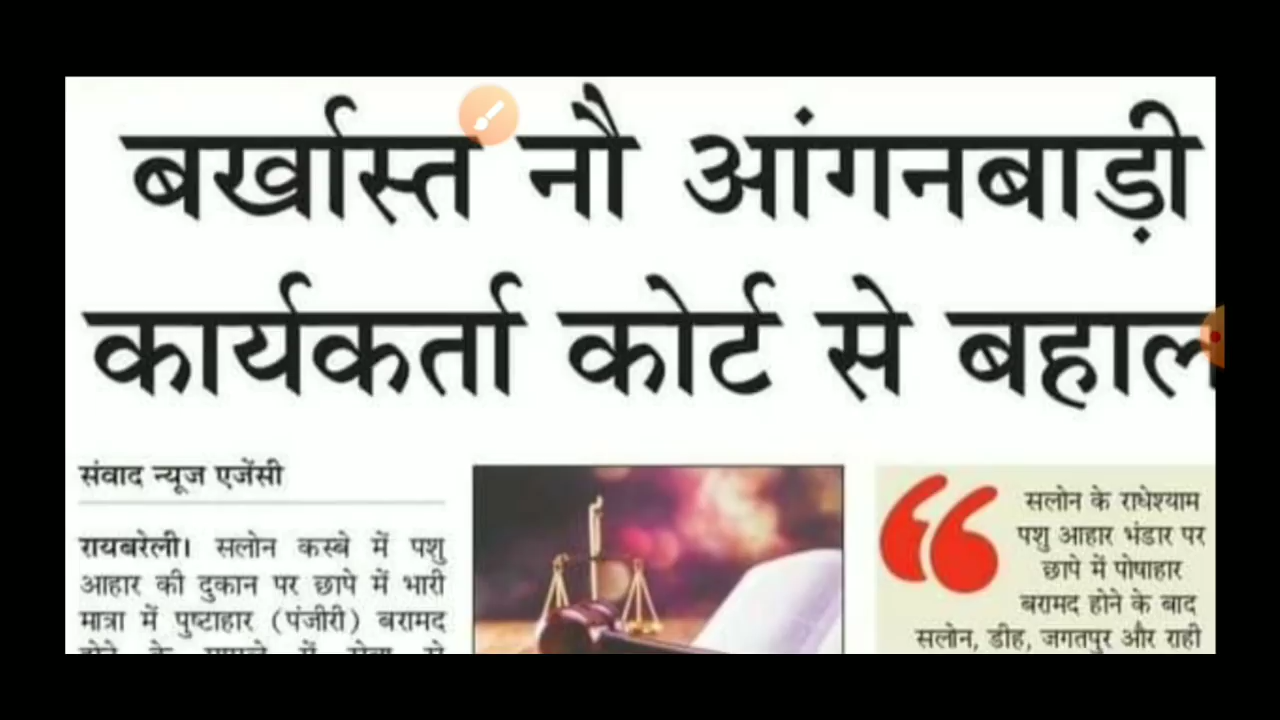 बर्खास्त नौ आंगनबाड़ी
कार्यकर्ता कोर्ट से बहाल
संवाद न्यूज एजेंसी
रायबरेली। सलोन कस्बे में पशु
आहार की दुकान पर छापे में भारी
मात्रा में पुष्टाहार (पंजीरी) बरामद
सलोन के राधेश्याम
पशु आहार भंडार पर
छापे में पोषाहार
बरामद होने के बाद
सलोन, डीह, जगतपुर और राही